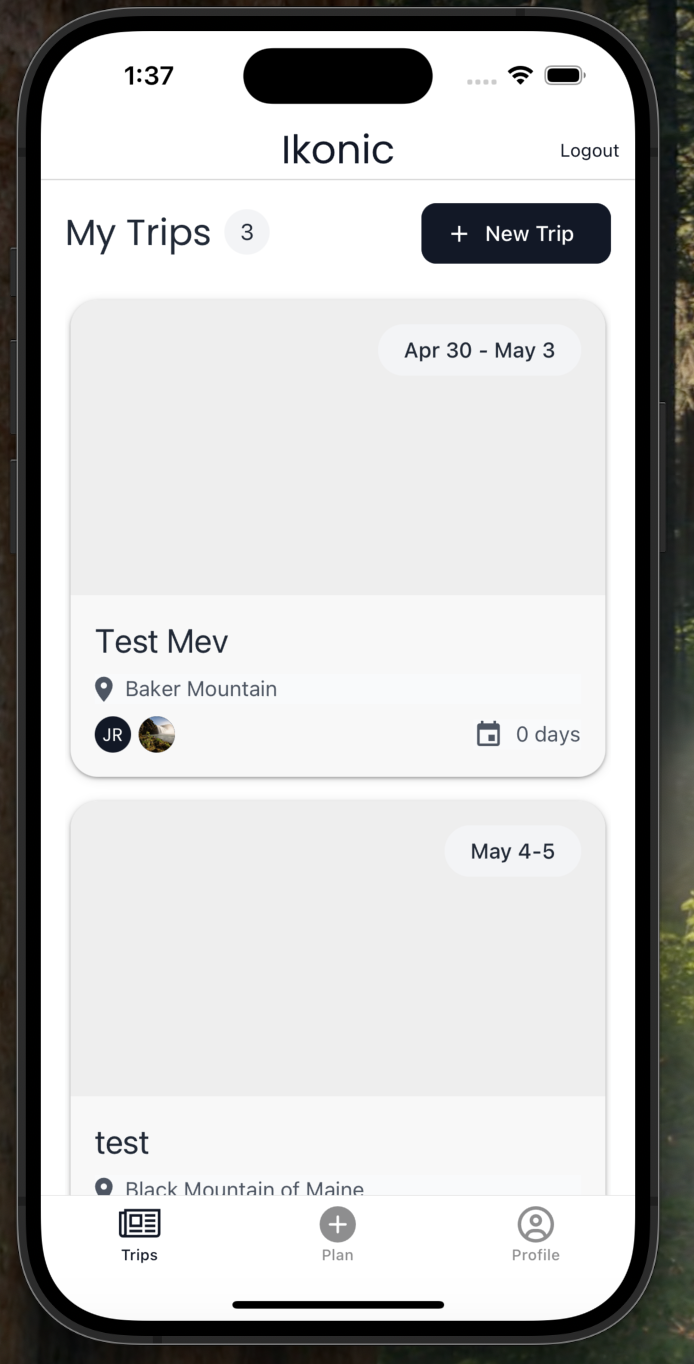 1:37
Ikonic
Logout
My Trips 3
+ New Trip
Apr 30 - May 3
Test Mev
Baker Mountain
JR
0 days
May 4-5
test
Black Mountain of Maine
Trips
Plan
Profile